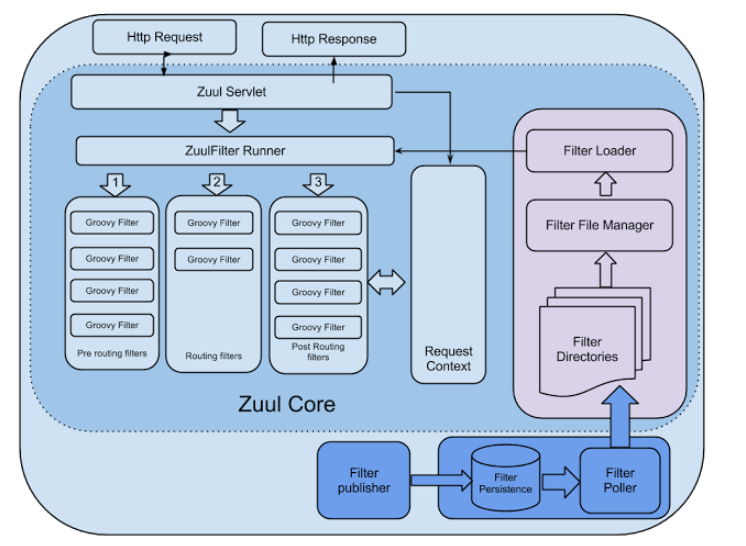 Http Request
Http Response
Zuul Servlet
ZuulFilter Runner
Filter Loader
1
2
3
Groovy Filter
Groovy Filter
Groovy Filter
Groovy Filter
Pre routing filters
Groovy Filter
Groovy Filter
Routing filters
Groovy Filter
Groovy Filter
Groovy Filter
Groovy Filter
Post Routing
filters
Request
Context
Filter File Manager
Filter
Directories
Zuul Core
Filter
publisher
Filter
Persistence
Filter
Poller